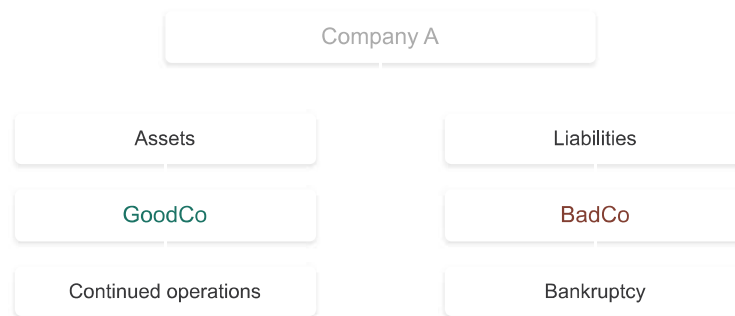 Company A
Assets
Liabilities
GoodCo
BadCo
Continued operations
Bankruptcy